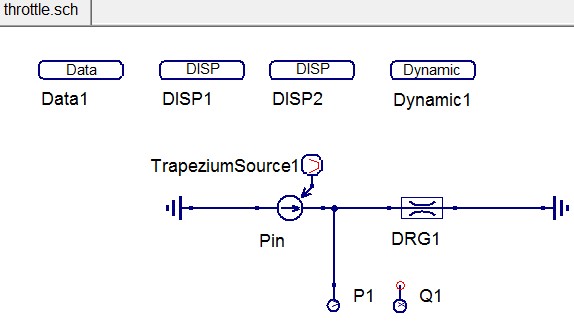 throttle.sch
Data DISP DISP Dynamic
Data1 DISP1 DISP2 Dynamic1
TrapeziumSource1
Pin DRG1
P1 Q1